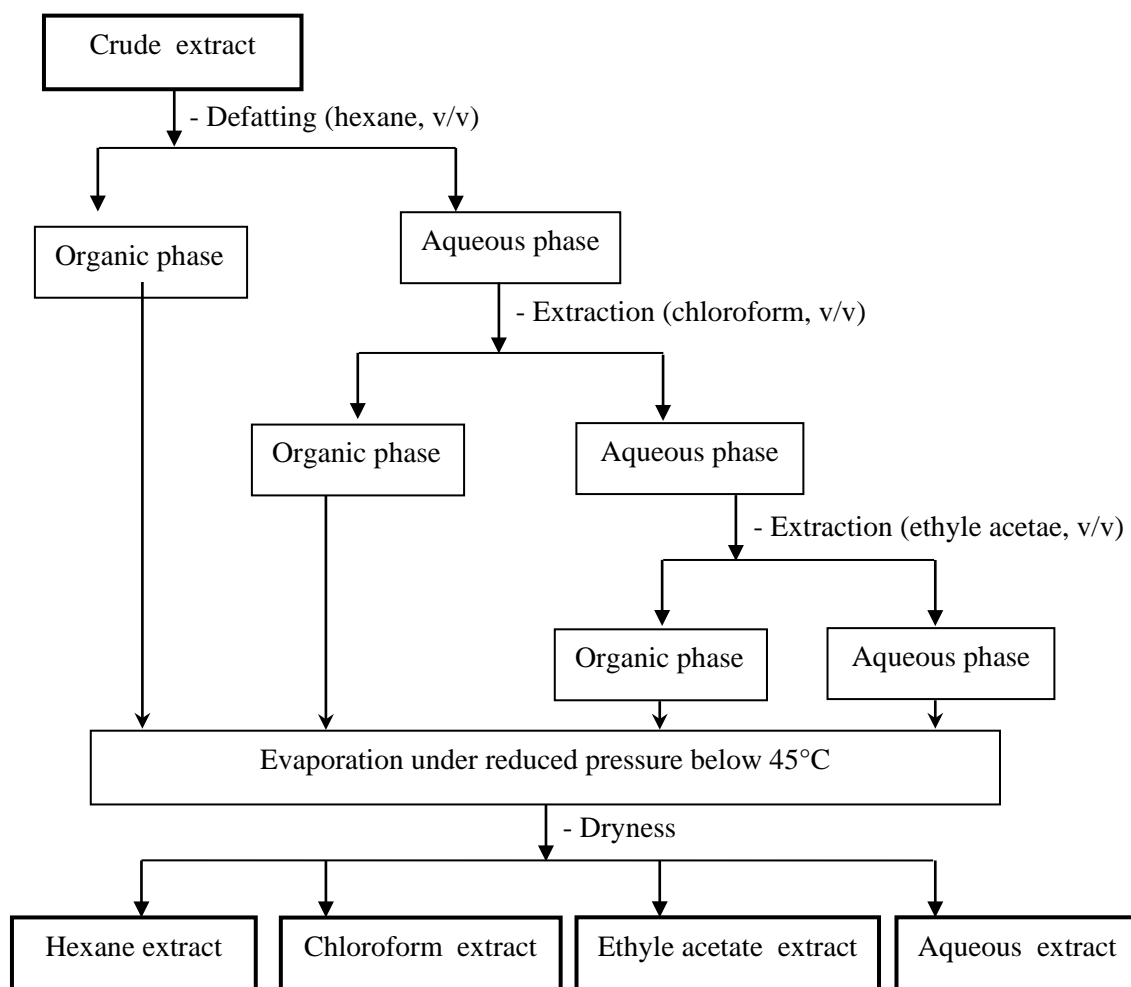 Crude extract
- Defatting (hexane, v/v)
Organic phase
Aqueous phase
- Extraction (chloroform, v/v)
Organic phase
Aqueous phase
- Extraction (ethyle acetae, v/v)
Organic phase
Aqueous phase
Evaporation under reduced pressure below 45°C
- Dryness
Hexane extract
Chloroform extract
Ethyle acetate extract
Aqueous extract